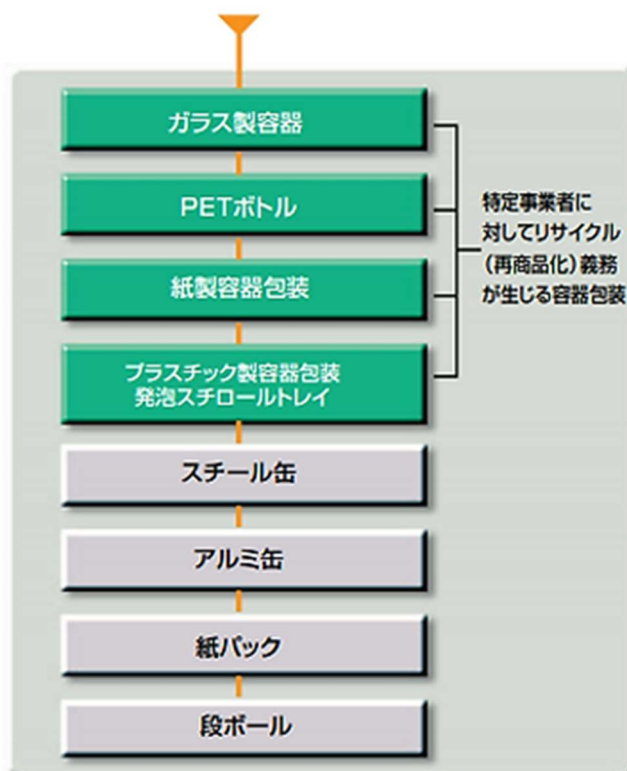 ガラス製容器
PETボトル
紙製容器包装
プラスチック製容器包装
発泡スチロールトレイ
特定事業者に
対してリサイクル
(再商品化)義務
が生じる容器包装
スチール缶
アルミ缶
紙パック
段ボール